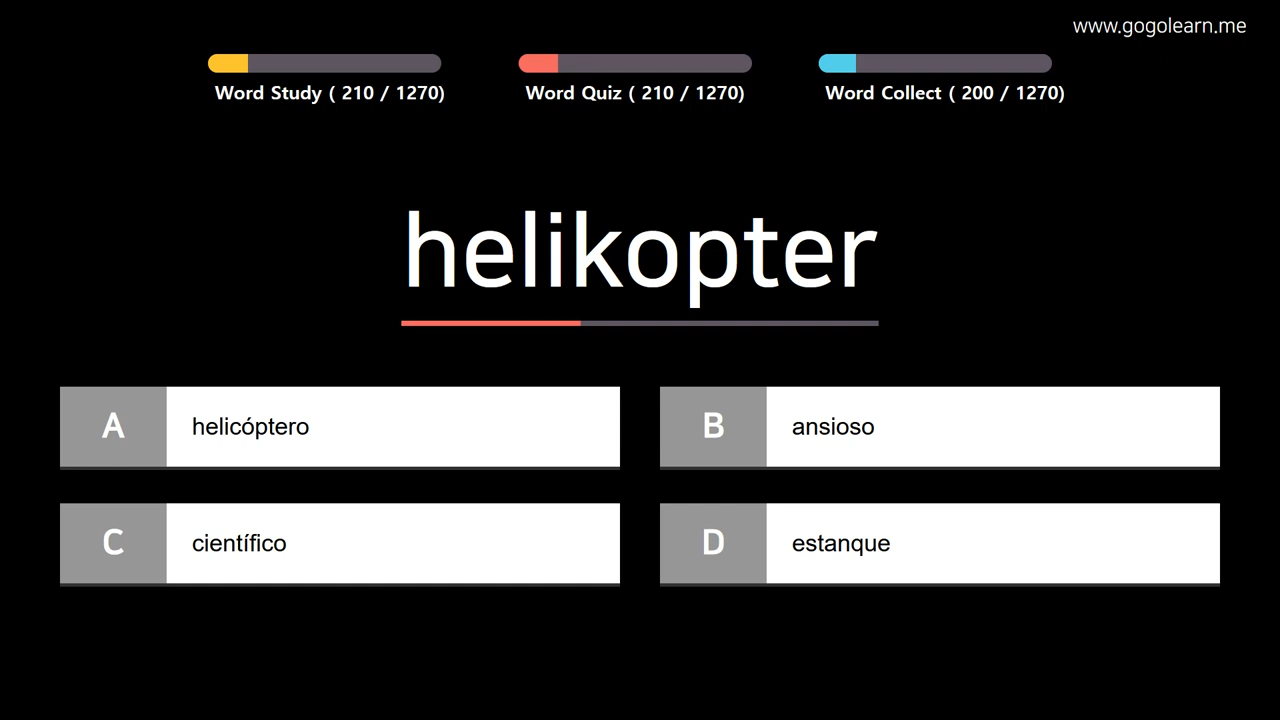 www.gogolearn.me
Word Study ( 210 / 1270)
Word Quiz ( 210 / 1270)
Word Collect ( 200 / 1270)
helikopter
A helicóptero
B ansioso
C científico
D estanque